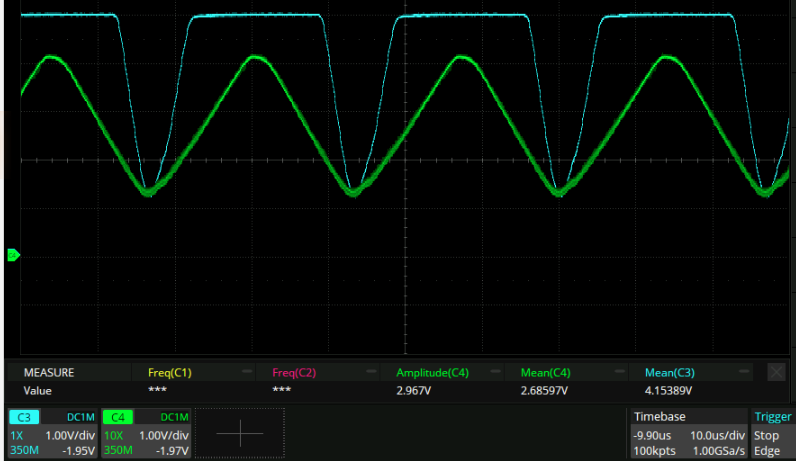 MEASURE Freq(C1) Freq(C2) Amplitude(C4) Mean(C4) Mean(C3)
Value *** *** 2.967V 2.68597V 4.15389V
C3 DC1M C4 DC1M Timebase Trigger
1X 1.00V/div 10X 1.00V/div -9.90us 10.0us/div Stop
350M -1.95V 350M -1.97V 100kpts 1.00GSa/s Edge